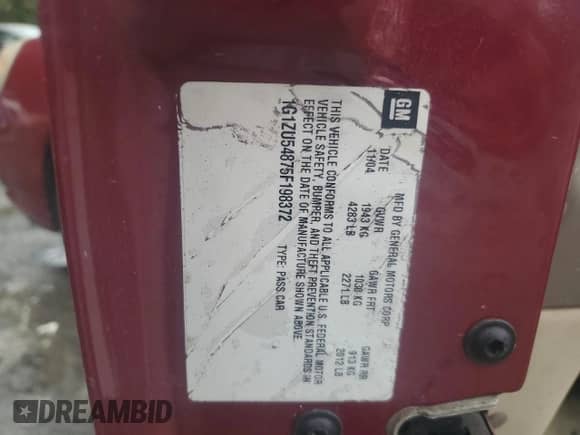 GM
MFD BY GENERAL MOTORS CORP
DATE GVWR GAWR FRT GAWR RR
11/04 1943 KG 1030 KG 913 KG
4283 LB 2271 LB 2012 LB
THIS VEHICLE CONFORMS TO ALL APPLICABLE U.S. FEDERAL MOTOR
VEHICLE SAFETY, BUMPER, AND THEFT PREVENTION STANDARDS IN
EFFECT ON THE DATE OF MANUFACTURE SHOWN ABOVE.
1G1ZU54875F198372 TYPE: PASS CAR
DREAMBID